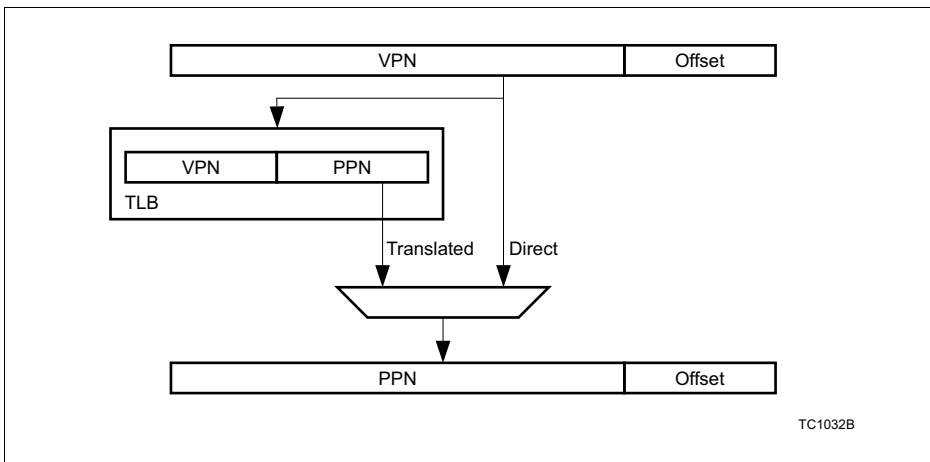 VPN Offset
VPN PPN
TLB
Translated Direct
PPN Offset
TC1032B